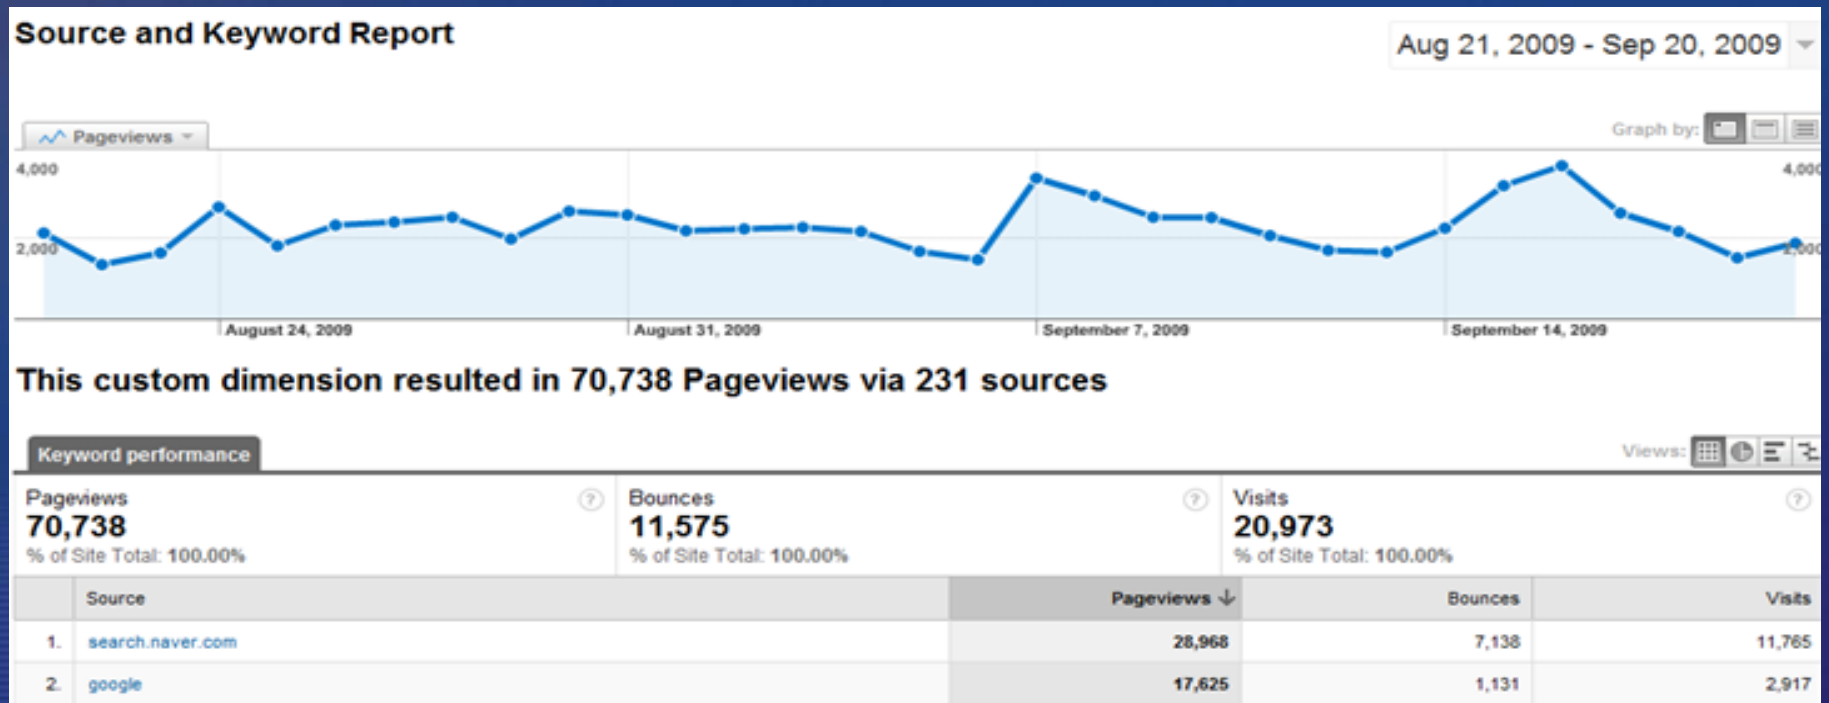 Source and Keyword Report
Aug 21, 2009 - Sep 20, 2009
Pageviews
Graph by:
4,000 4,000
2,000 2,000
August 24, 2009 August 31, 2009 September 7, 2009 September 14, 2009
This custom dimension resulted in 70,738 Pageviews via 231 sources
Keyword performance
Views:
Pageviews Bounces Visits
70,738 11,575 20,973
% of Site Total: 100.00% % of Site Total: 100.00% % of Site Total: 100.00%
Source Pageviews Bounces Visits
1. search.naver.com 28,968 7,138 11,765
2. google 17,625 1,131 2,917